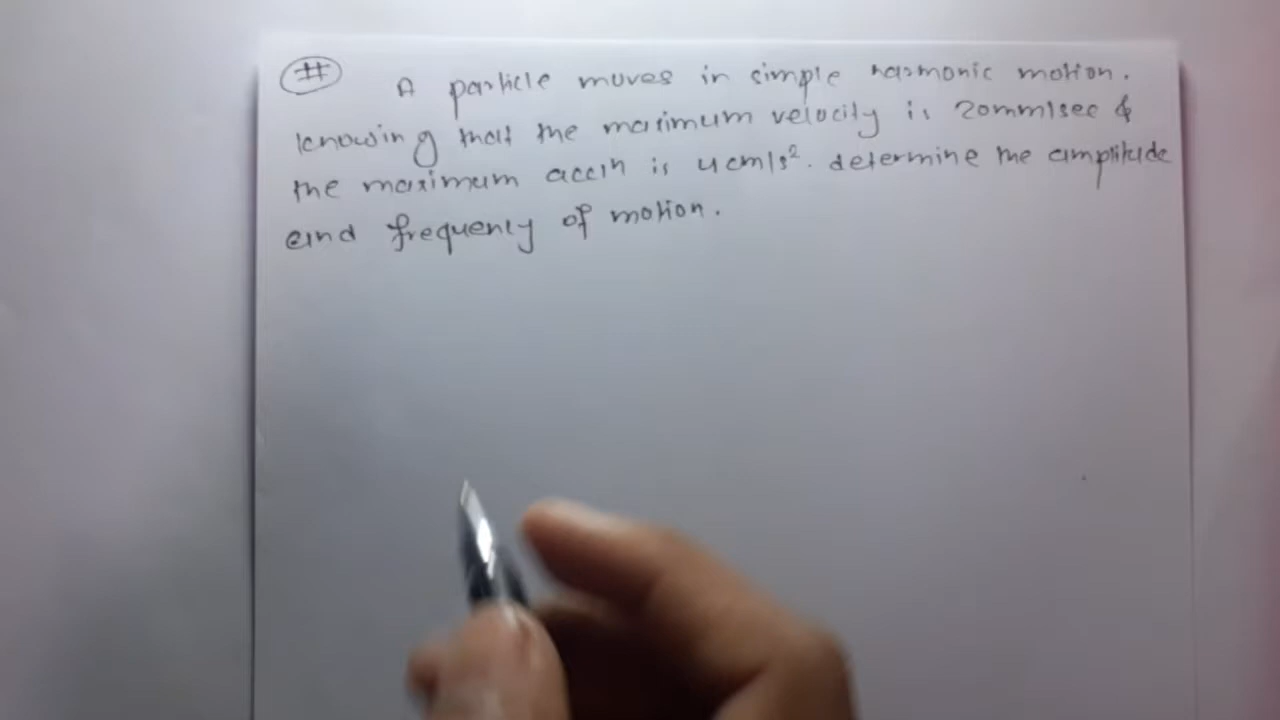 # A particle moves in simple harmonic motion.
knowing that the maximum velocity is 20mm/sec &
the maximum accln is 4cm/s². determine the amplitude
and frequency of motion.